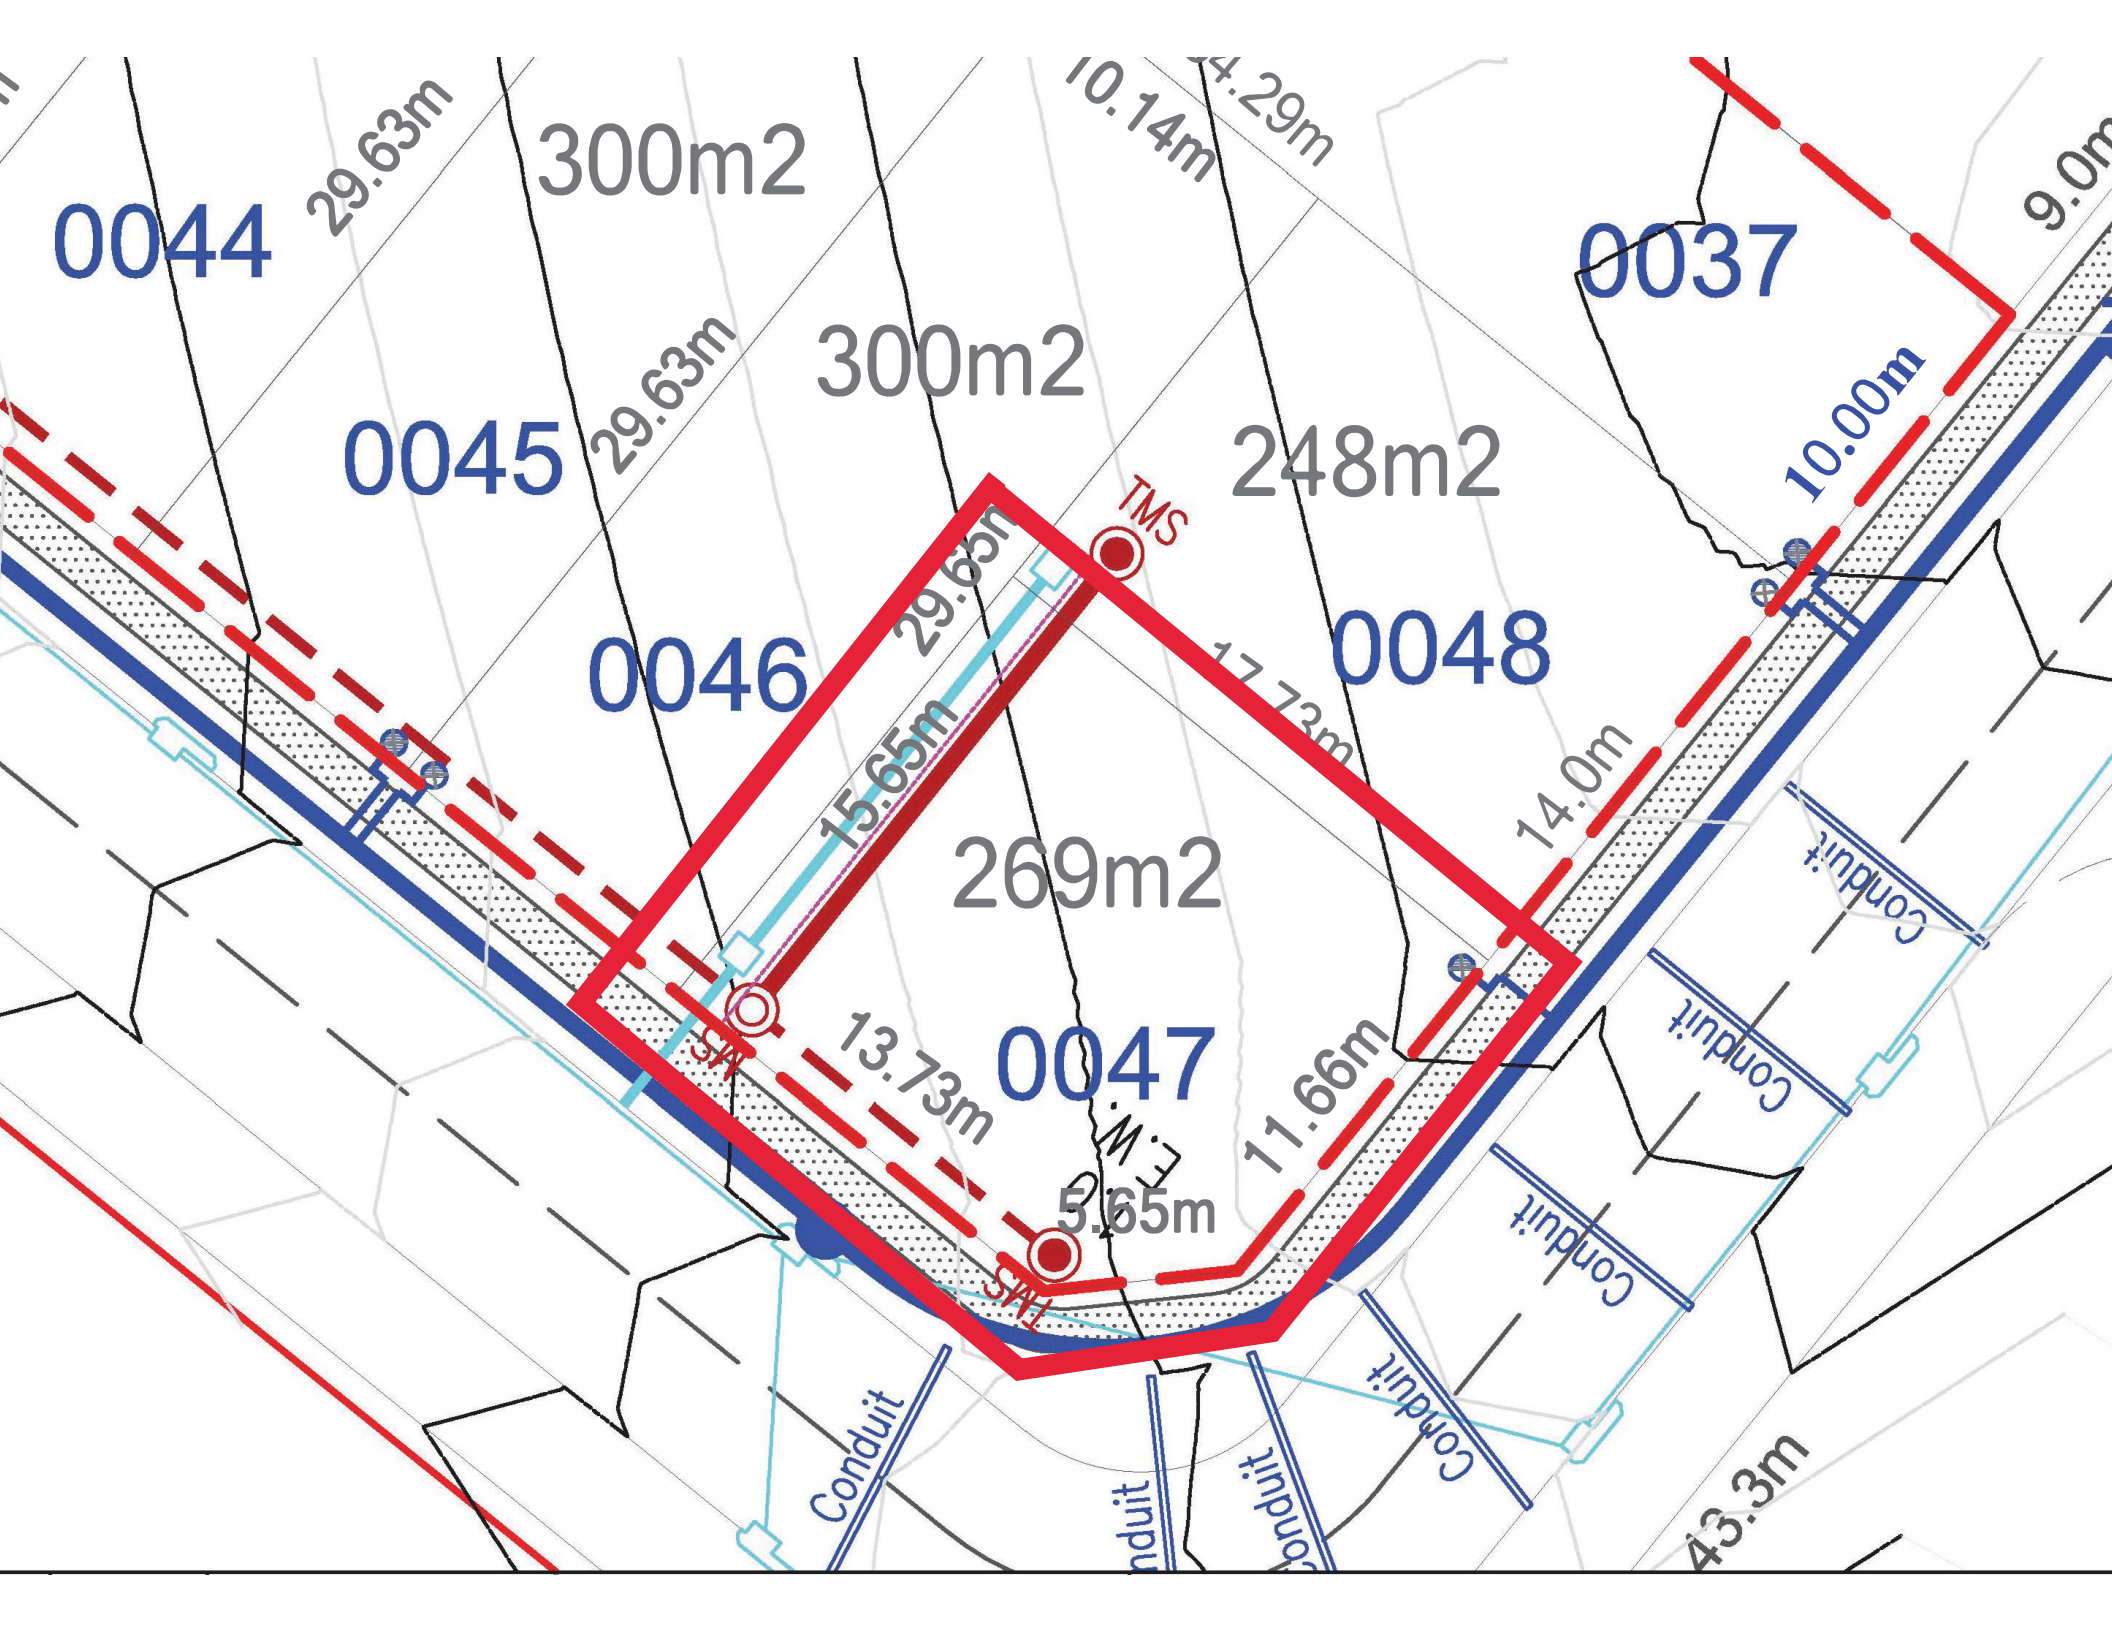 29.63m
300m2
10.14m
4.29m
9.0m
0044
0037
29.63m
300m2
10.00m
0045
248m2
TMS
29.65m
0046
0048
17.73m
15.65m
14.0m
269m2
Conduit
13.73m
0047
11.66m
Conduit
MS
5.65m
Conduit
TMS
Conduit
Conduit
nduit
Conduit
43.3m